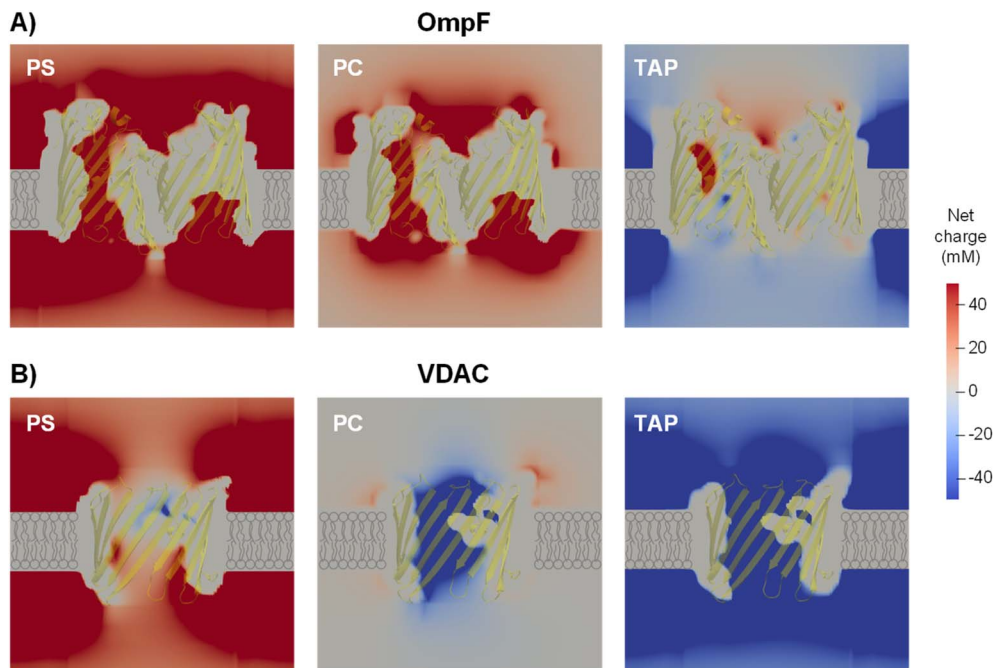 A)
OmpF
PS
PC
TAP
Net
charge
(mM)
40
20
0
-20
-40
B)
VDAC
PS
PC
TAP